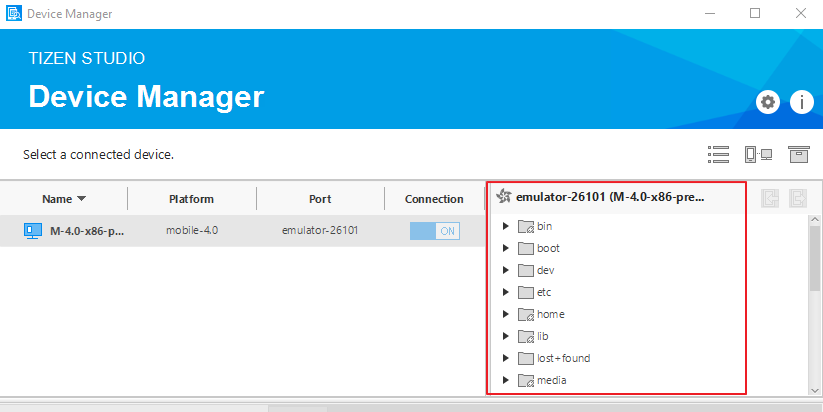 Device Manager
TIZEN STUDIO
Device Manager
Select a connected device.
Name Platform Port Connection
M-4.0-x86-p... mobile-4.0 emulator-26101 ON
emulator-26101 (M-4.0-x86-pre...
bin
boot
dev
etc
home
lib
lost+found
media